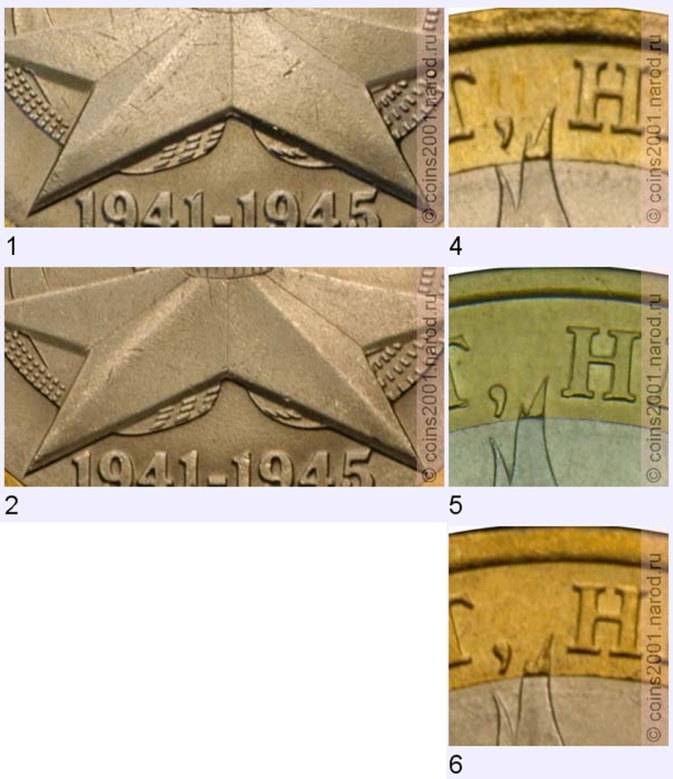 1941-1945
© coins2001.narod.ru
1
Т, Н
© coins2001.narod.ru
4
1941-1945
© coins2001.narod.ru
2
Т, Н
© coins2001.narod.ru
5
Т, Н
© coins2001.narod.ru
6